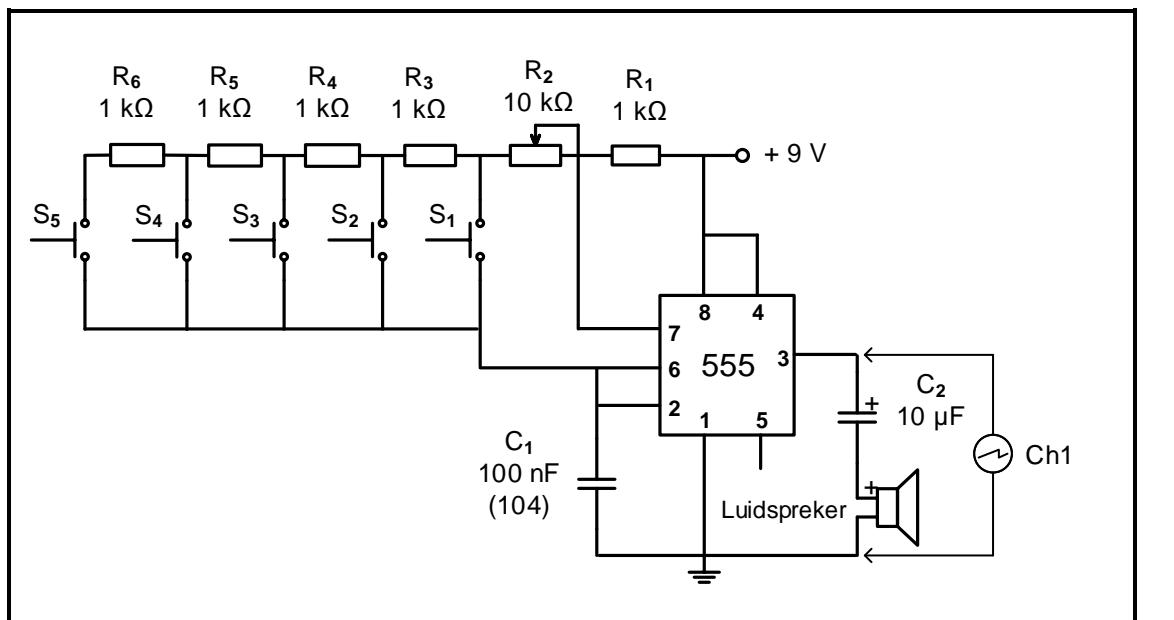 R6
1 kΩ
R5
1 kΩ
R4
1 kΩ
R3
1 kΩ
R2
10 kΩ
R1
1 kΩ
+ 9 V
S5
S4
S3
S2
S1
8
4
7
6
555
3
2
1
5
C1
100 nF
(104)
+
C2
10 µF
Ch1
+
Luidspreker